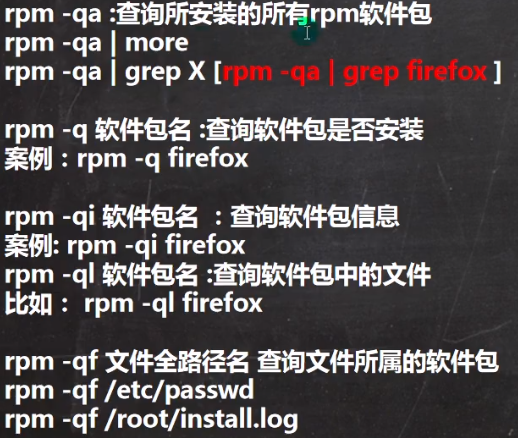 rpm -qa :查询所安装的所有rpm软件包
rpm -qa | more
rpm -qa | grep X [rpm -qa | grep firefox ]
rpm -q 软件包名 :查询软件包是否安装
案例：rpm -q firefox
rpm -qi 软件包名 ：查询软件包信息
案例: rpm -qi firefox
rpm -ql 软件包名 :查询软件包中的文件
比如： rpm -ql firefox
rpm -qf 文件全路径名 查询文件所属的软件包
rpm -qf /etc/passwd
rpm -qf /root/install.log